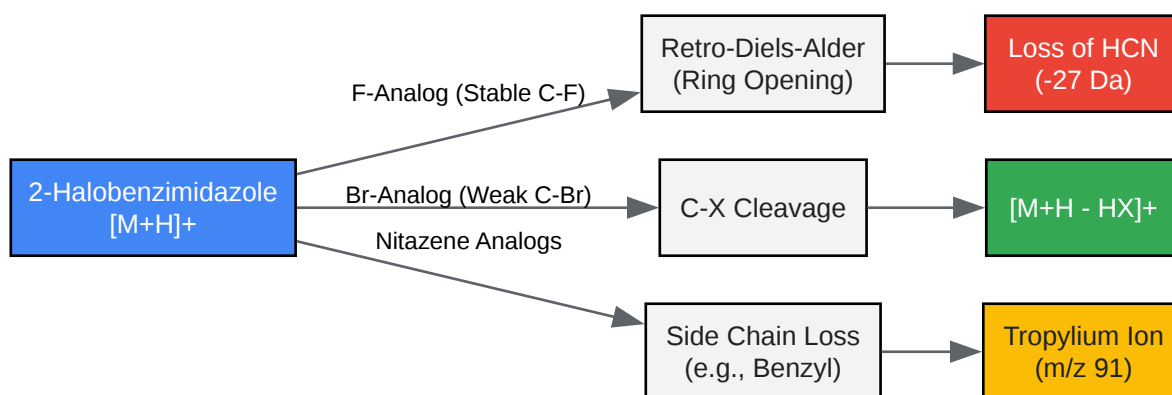 2-Halobenzimidazole
[M+H]+
F-Analog (Stable C-F)
Br-Analog (Weak C-Br)
Nitazene Analogs
Retro-Diels-Alder
(Ring Opening)
Loss of HCN
(-27 Da)
C-X Cleavage
[M+H - HX]+
Side Chain Loss
(e.g., Benzyl)
Tropylium Ion
(m/z 91)